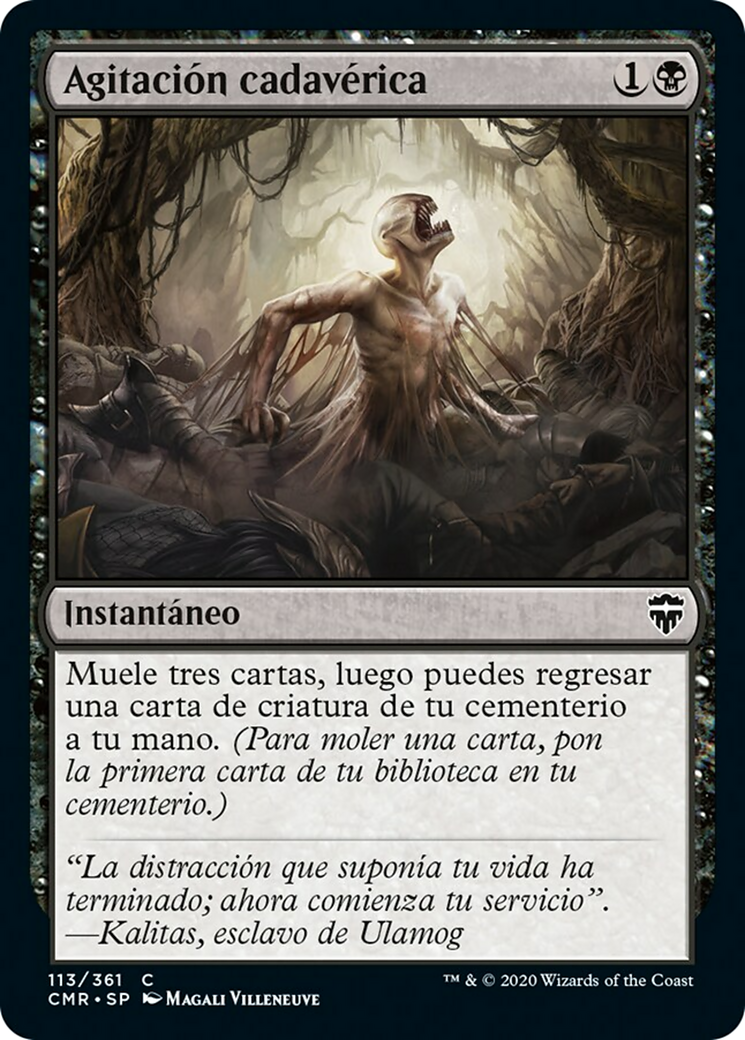 Agitación cadavérica 1
Instantáneo
Muele tres cartas, luego puedes regresar
una carta de criatura de tu cementerio
a tu mano. (Para moler una carta, pon
la primera carta de tu biblioteca en tu
cementerio.)
“La distracción que suponía tu vida ha
terminado; ahora comienza tu servicio”.
—Kalitas, esclavo de Ulamog
113/361 C
CMR • SP Magali Villeneuve
™ & © 2020 Wizards of the Coast